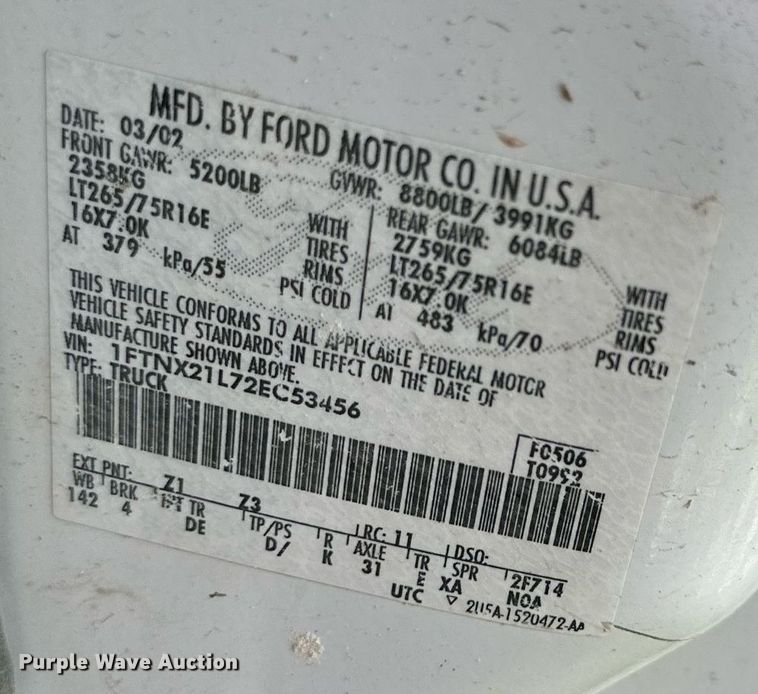 MFD. BY FORD MOTOR CO. IN U.S.A.
DATE: 03/02 GVWR: 8800LB/ 3991KG
FRONT GAWR: 5200LB REAR GAWR: 6084LB
2358KG WITH 2759KG WITH
LT265/75R16E TIRES LT265/75R16E TIRES
16X7.0K RIMS 16X7.0K RIMS
AT 379 kPa/55 PSI COLD AT 483 kPa/70 PSI COLD
THIS VEHICLE CONFORMS TO ALL APPLICABLE FEDERAL MOTOR
VEHICLE SAFETY STANDARDS IN EFFECT ON THE DATE OF
MANUFACTURE SHOWN ABOVE.
VIN: 1FTNX21L72EC53456
TYPE: TRUCK
F0506
T0992
EXT PNT: Z1 Z3 RC: 11 DSO:
WB BRK INT TR TP/PS R AXLE TR SPR 2F714
142 4 DE D/ K 31 E XA NOA
UTC ▽ 2U5A-1520472-AA
Purple Wave Auction